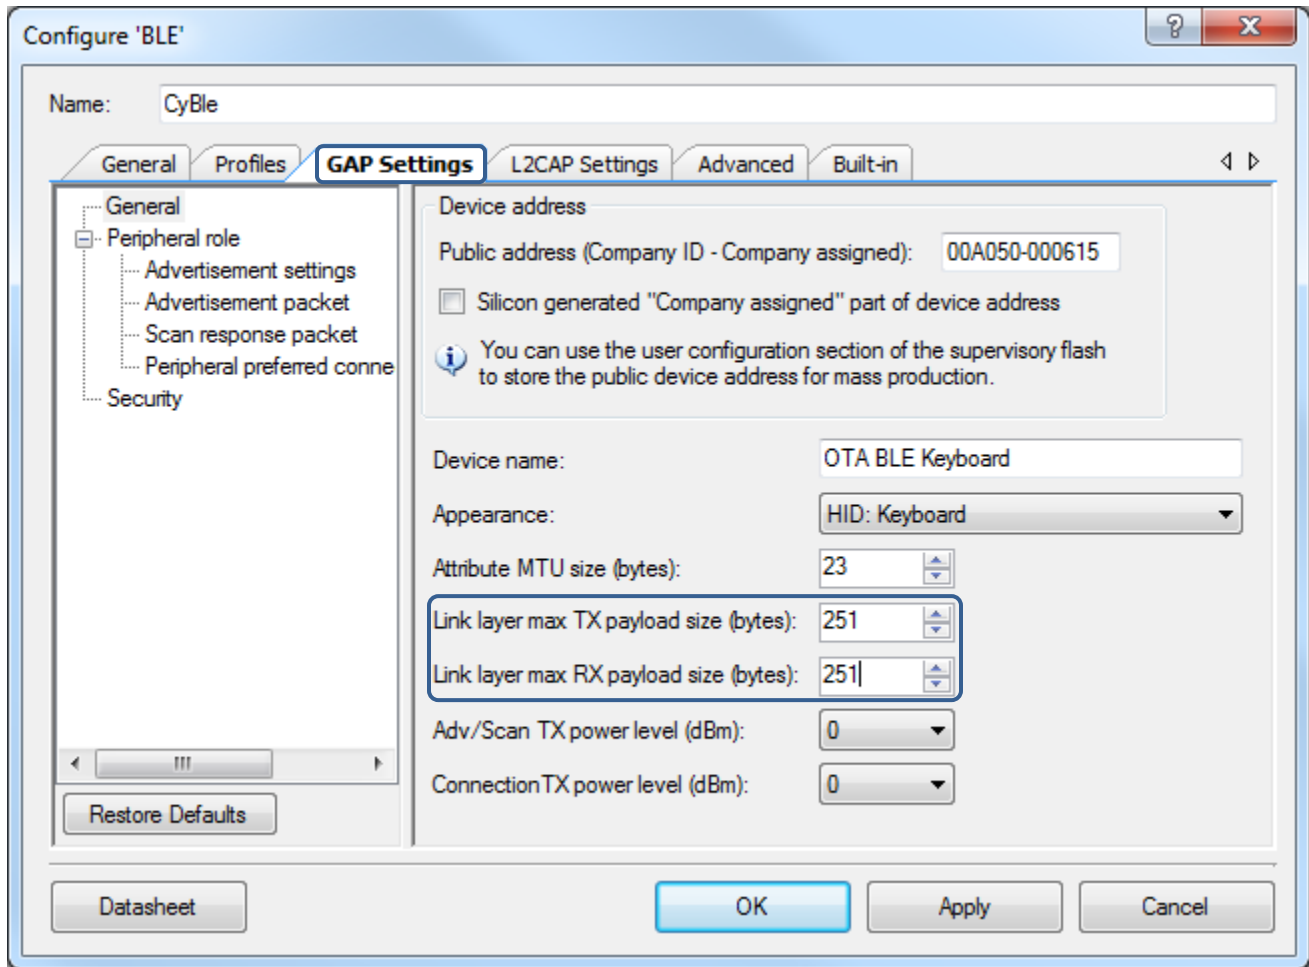 Configure 'BLE'
Name: CyBle
General Profiles GAP Settings L2CAP Settings Advanced Built-in
General
Peripheral role
Advertisement settings
Advertisement packet
Scan response packet
Peripheral preferred conne
Security
Restore Defaults
Device address
Public address (Company ID - Company assigned): 00A050-000615
Silicon generated "Company assigned" part of device address
You can use the user configuration section of the supervisory flash
to store the public device address for mass production.
Device name: OTA BLE Keyboard
Appearance: HID: Keyboard
Attribute MTU size (bytes): 23
Link layer max TX payload size (bytes): 251
Link layer max RX payload size (bytes): 251
Adv/Scan TX power level (dBm): 0
Connection TX power level (dBm): 0
Datasheet OK Apply Cancel